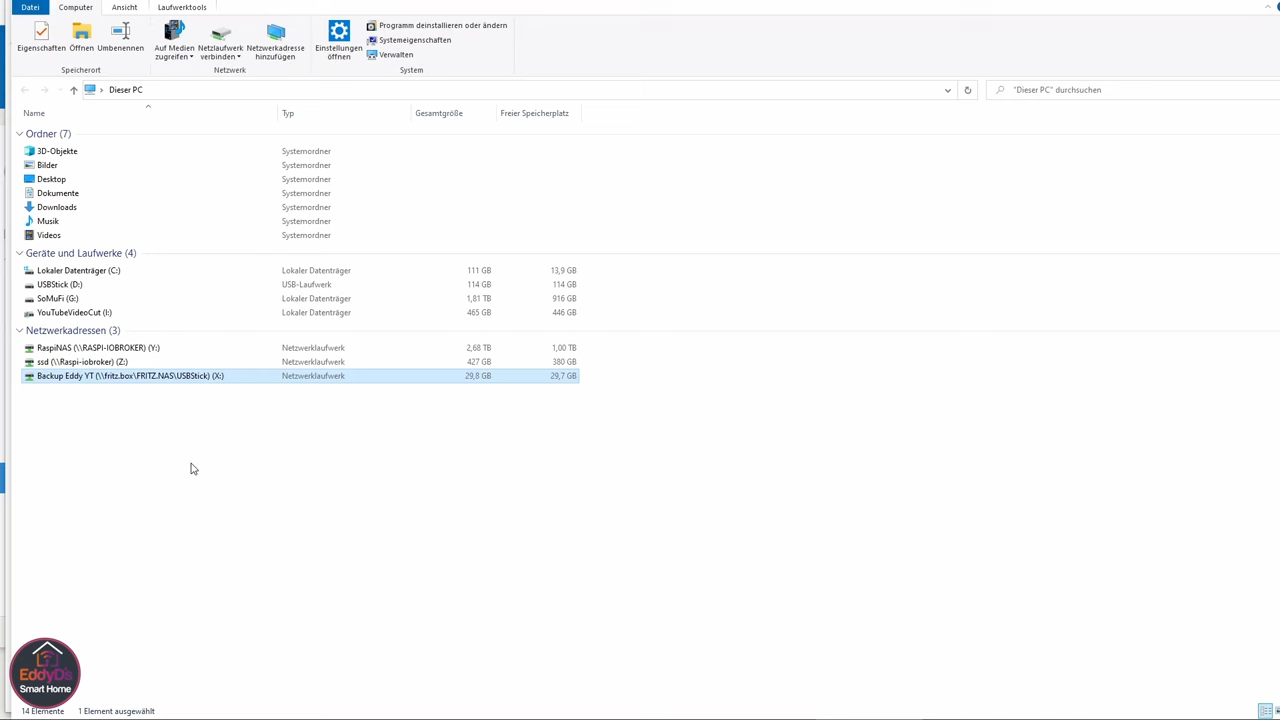 Datei Computer Ansicht Laufwerktools
Eigenschaften Öffnen Umbenennen
Auf Medien zugreifen Netzlaufwerk verbinden Netzwerkadresse hinzufügen
Einstellungen öffnen
Programm deinstallieren oder ändern
Systemeigenschaften
Verwalten
Speicherort Netzwerk System
Dieser PC "Dieser PC" durchsuchen
Name Typ Gesamtgröße Freier Speicherplatz
Ordner (7)
3D-Objekte Systemordner
Bilder Systemordner
Desktop Systemordner
Dokumente Systemordner
Downloads Systemordner
Musik Systemordner
Videos Systemordner
Geräte und Laufwerke (4)
Lokaler Datenträger (C:) Lokaler Datenträger 111 GB 13,9 GB
USBStick (D:) USB-Laufwerk 114 GB 114 GB
SoMuFi (G:) Lokaler Datenträger 1,81 TB 916 GB
YouTubeVideoCut (I:) Lokaler Datenträger 465 GB 446 GB
Netzwerkadressen (3)
RaspiNAS (\\RASPI-IOBROKER) (Y:) Netzwerklaufwerk 2,68 TB 1,00 TB
ssd (\\Raspi-iobroker) (Z:) Netzwerklaufwerk 427 GB 380 GB
Backup Eddy YT (\\fritz.box\FRITZ.NAS\USBStick) (X:) Netzwerklaufwerk 29,8 GB 29,7 GB
EddyD's
Smart Home
14 Elemente 1 Element ausgewählt